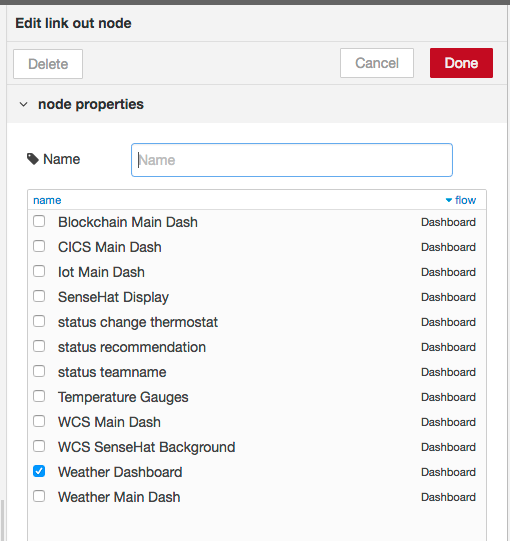 Edit link out node
Delete Cancel Done
node properties
Name Name
name flow
Blockchain Main Dash Dashboard
CICS Main Dash Dashboard
Iot Main Dash Dashboard
SenseHat Display Dashboard
status change thermostat Dashboard
status recommendation Dashboard
status teamname Dashboard
Temperature Gauges Dashboard
WCS Main Dash Dashboard
WCS SenseHat Background Dashboard
Weather Dashboard Dashboard
Weather Main Dash Dashboard